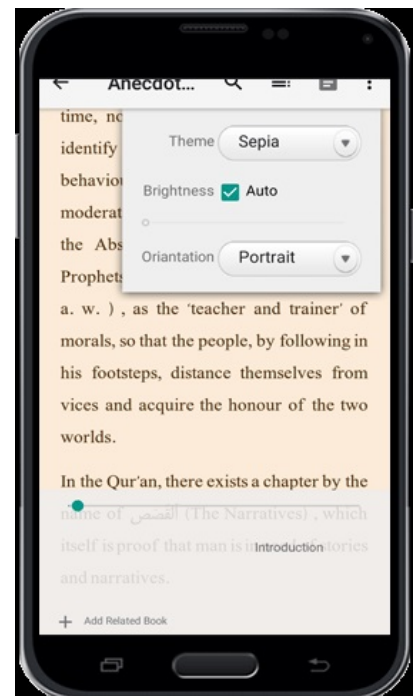 Anecdot...
Theme Sepia
Brightness Auto
Oriantation Portrait
time, no
identify
behaviou
moderat
the Abs
Prophets
a. w. ) , as the 'teacher and trainer' of
morals, so that the people, by following in
his footsteps, distance themselves from
vices and acquire the honour of the two
worlds.
In the Qur'an, there exists a chapter by the
name of القصص (The Narratives) , which
itself is proof that man is in of stories
Introduction
and narratives.
+ Add Related Book